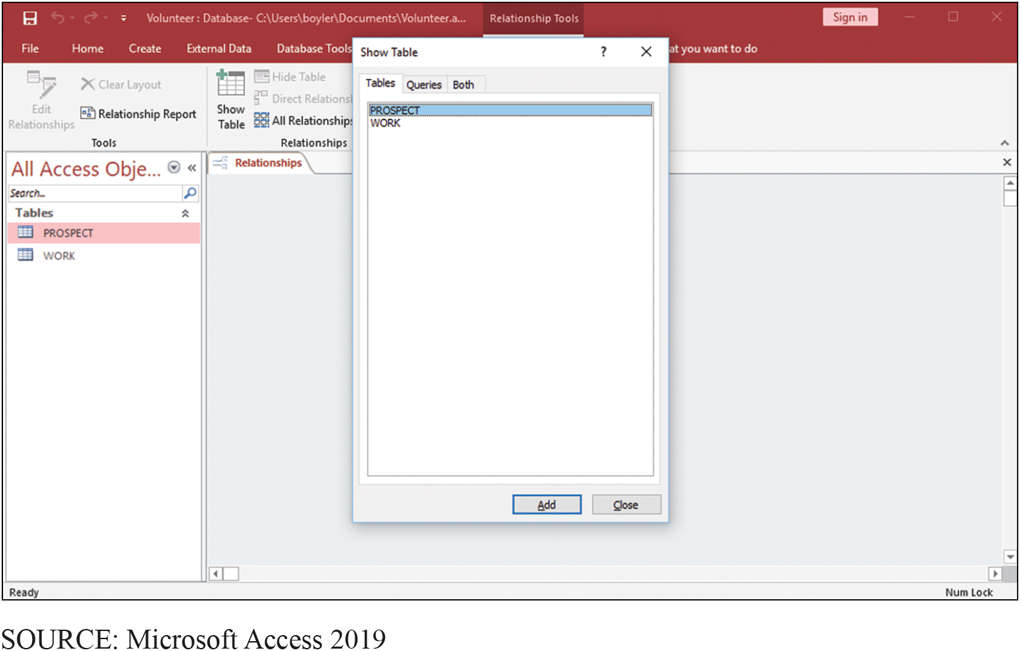 Volunteer : Database- C:\Users\boyler\Documents\Volunteer.a... Relationship Tools Sign in
File Home Create External Data Database Tools at you want to do
Show Table ?
Tables Queries Both
PROSPECT
WORK
Add Close
Edit Relationships
Clear Layout
Relationship Report
Tools
Show Table
Hide Table
Direct Relations
All Relationships
Relationships
All Access Obje... «
Search...
Tables
PROSPECT
WORK
Relationships
Ready Num Lock
SOURCE: Microsoft Access 2019